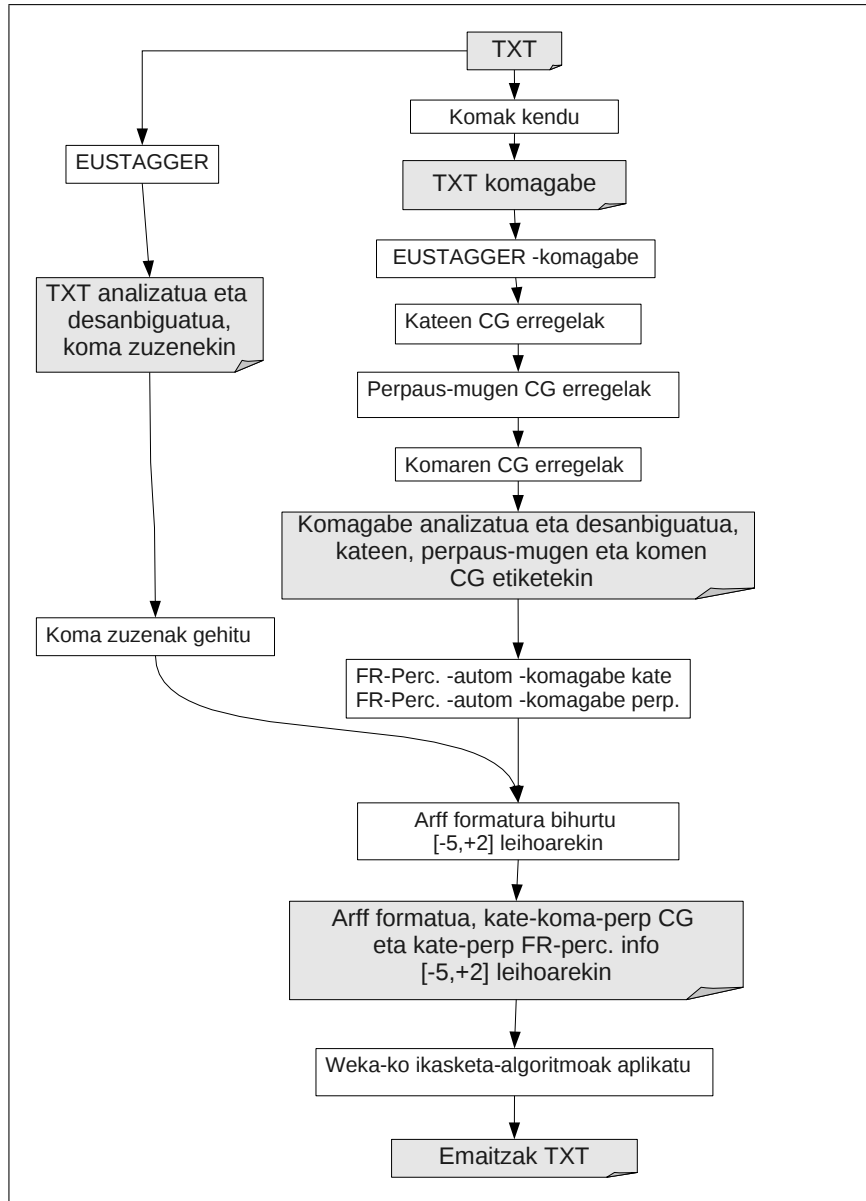 TXT
Komak kendu
EUSTAGGER
TXT komagabe
EUSTAGGER -komagabe
TXT analizatua eta
desanbiguatua,
koma zuzenekin
Kateen CG erregelak
Perpaus-mugen CG erregelak
Komaren CG erregelak
Komagabe analizatua eta desanbiguatua,
kateen, perpaus-mugen eta komen
CG etiketekin
Koma zuzenak gehitu
FR-Perc. -autom -komagabe kate
FR-Perc. -autom -komagabe perp.
Arff formatura bihurtu
[-5,+2] leihoarekin
Arff formatua, kate-koma-perp CG
eta kate-perp FR-perc. info
[-5,+2] leihoarekin
Weka-ko ikasketa-algoritmoak aplikatu
Emaitzak TXT